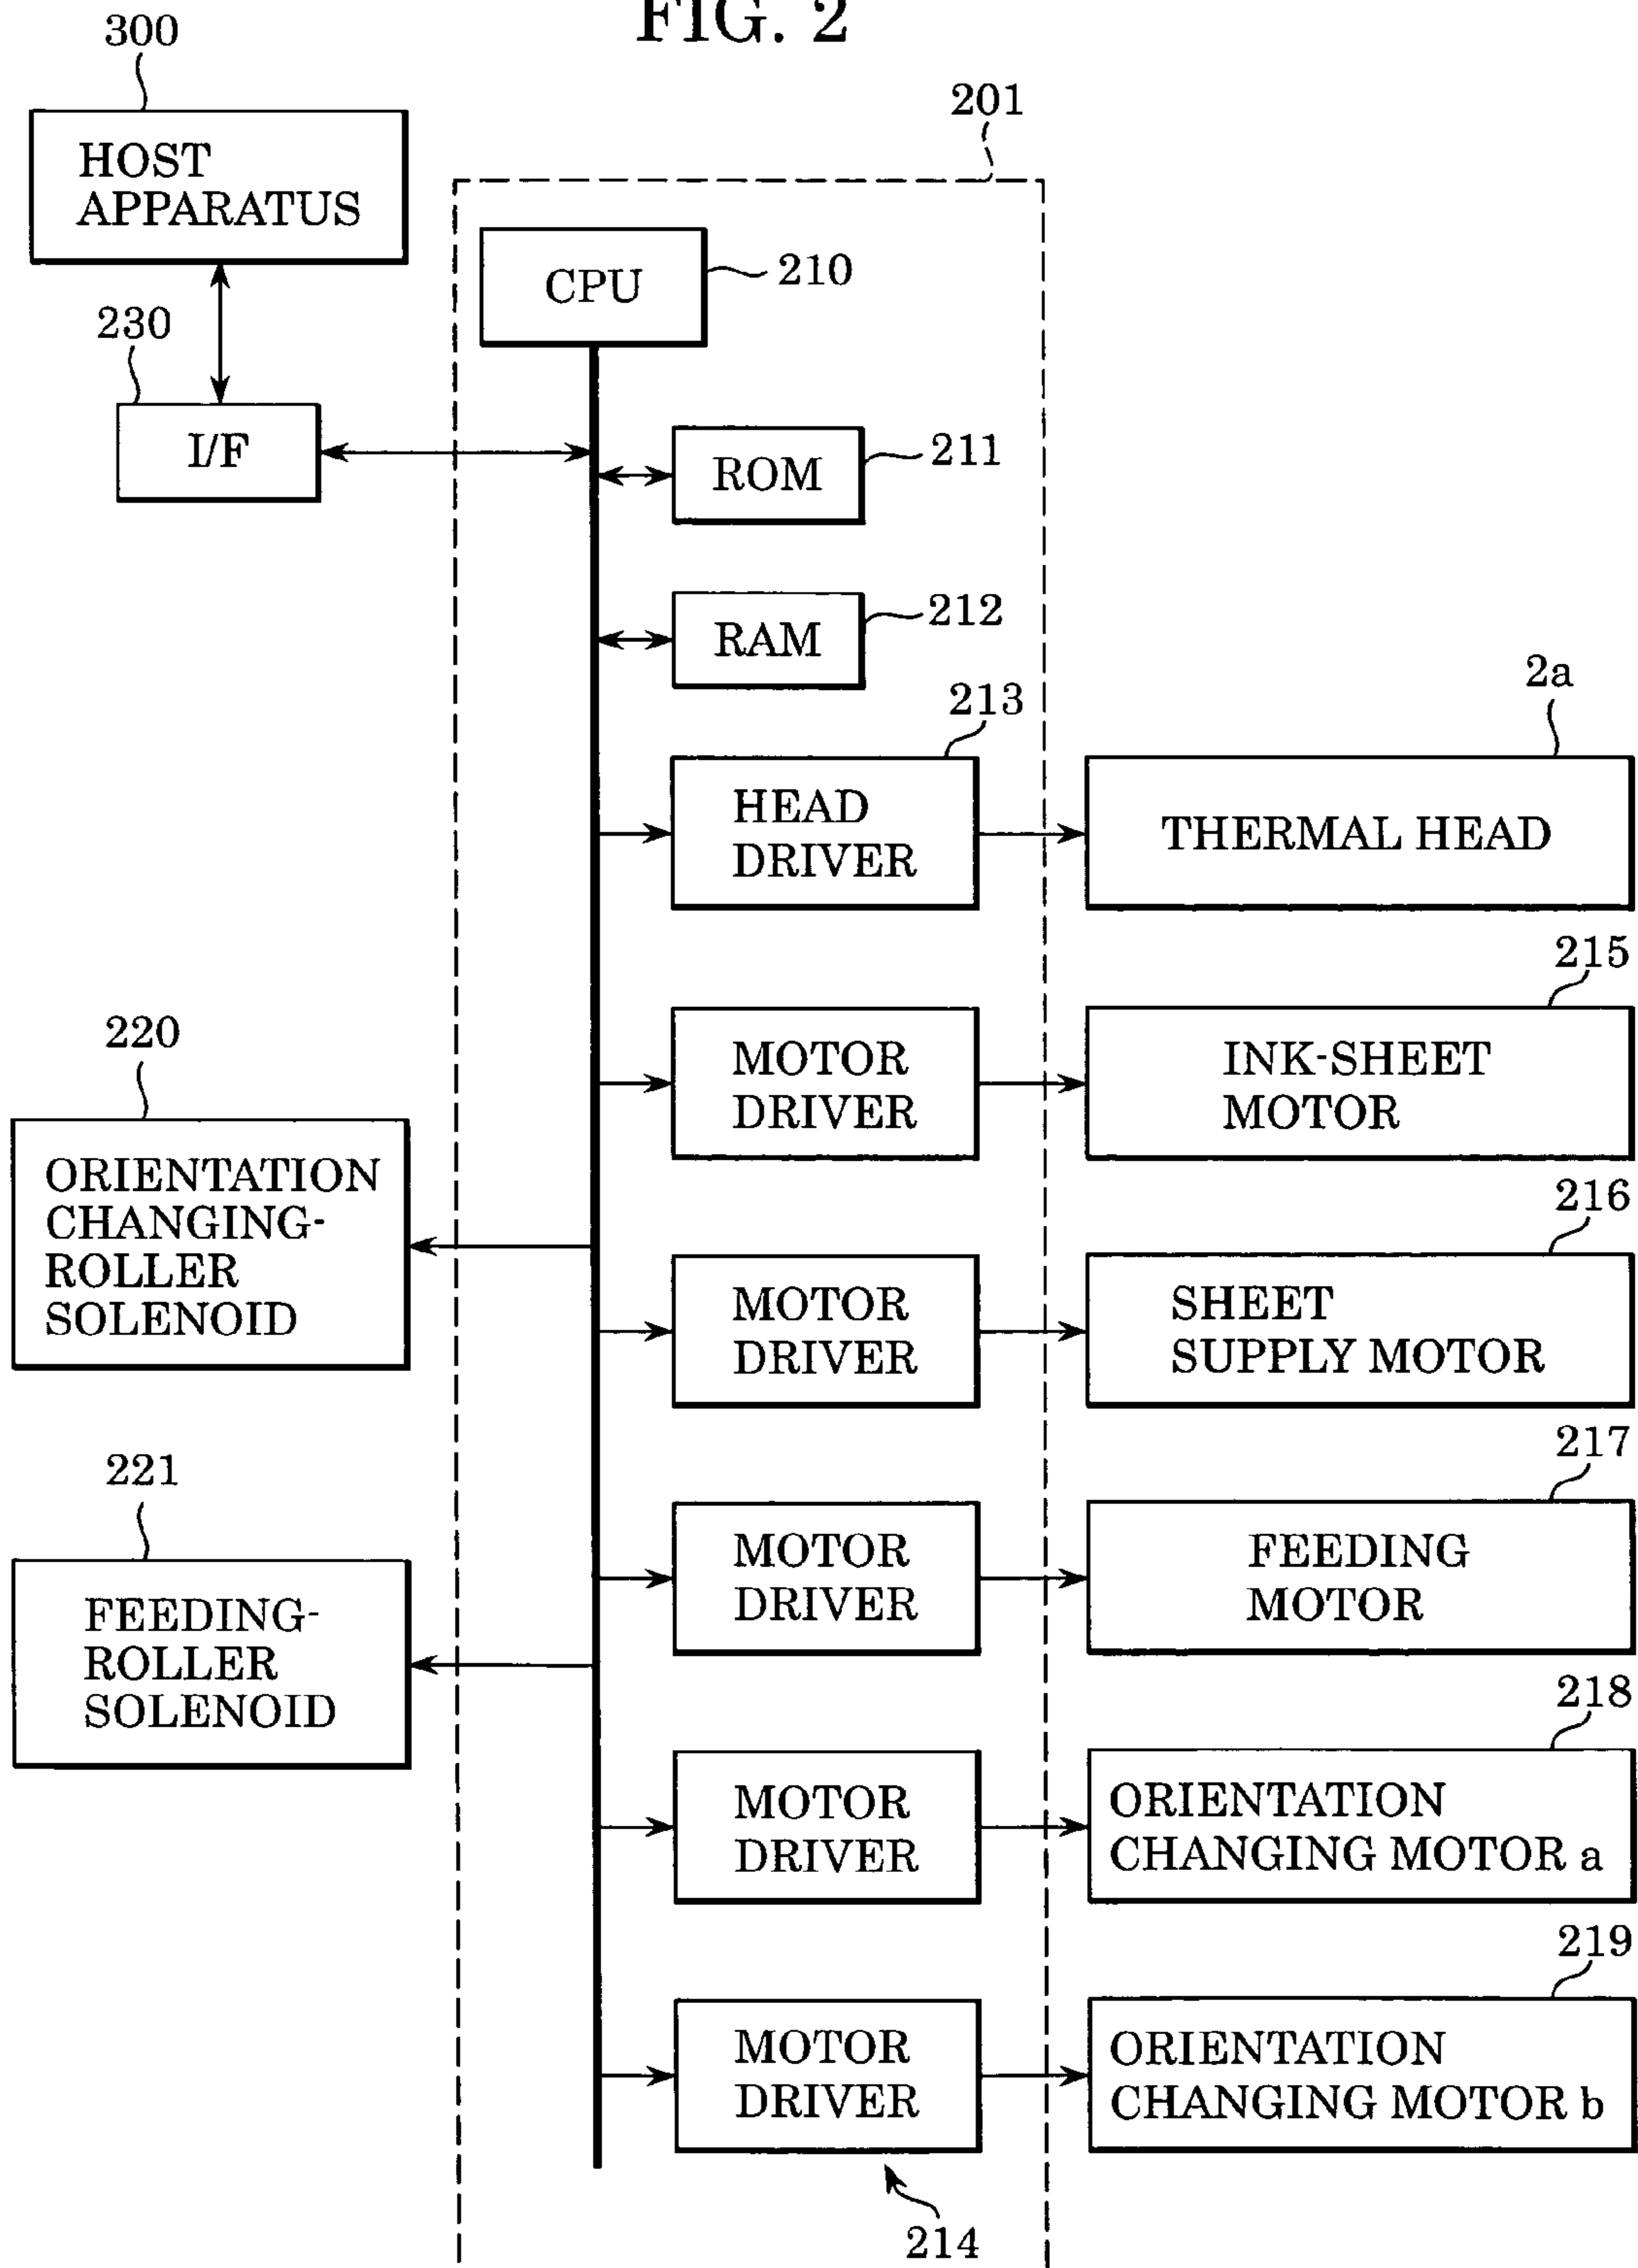 FIG. 2
300
HOST
APPARATUS
201
CPU
210
230
I/F
ROM
211
RAM
212
213
HEAD
DRIVER
2a
THERMAL HEAD
MOTOR
DRIVER
215
INK-SHEET
MOTOR
220
ORIENTATION
CHANGING-
ROLLER
SOLENOID
MOTOR
DRIVER
216
SHEET
SUPPLY MOTOR
221
FEEDING-
ROLLER
SOLENOID
MOTOR
DRIVER
217
FEEDING
MOTOR
MOTOR
DRIVER
218
ORIENTATION
CHANGING MOTOR a
MOTOR
DRIVER
219
ORIENTATION
CHANGING MOTOR b
214